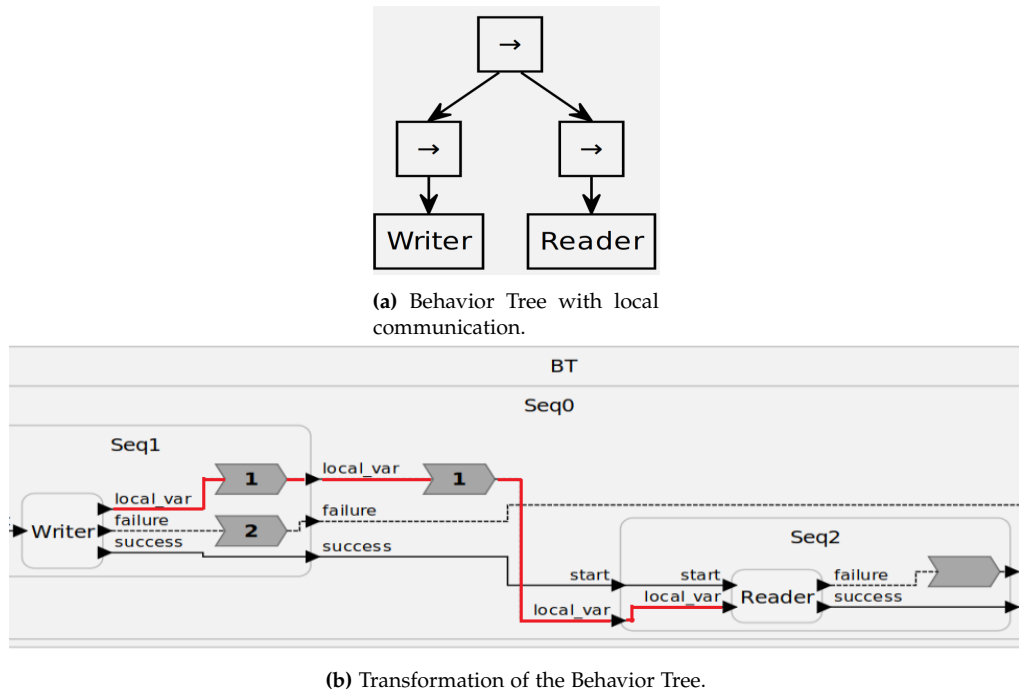 →
→ →
Writer Reader
(a) Behavior Tree with local
communication.
BT
Seq0
Seq1
local_var 1 local_var 1
Writer failure 2 failure
success success
Seq2
start start failure
local_var local_var Reader success
(b) Transformation of the Behavior Tree.